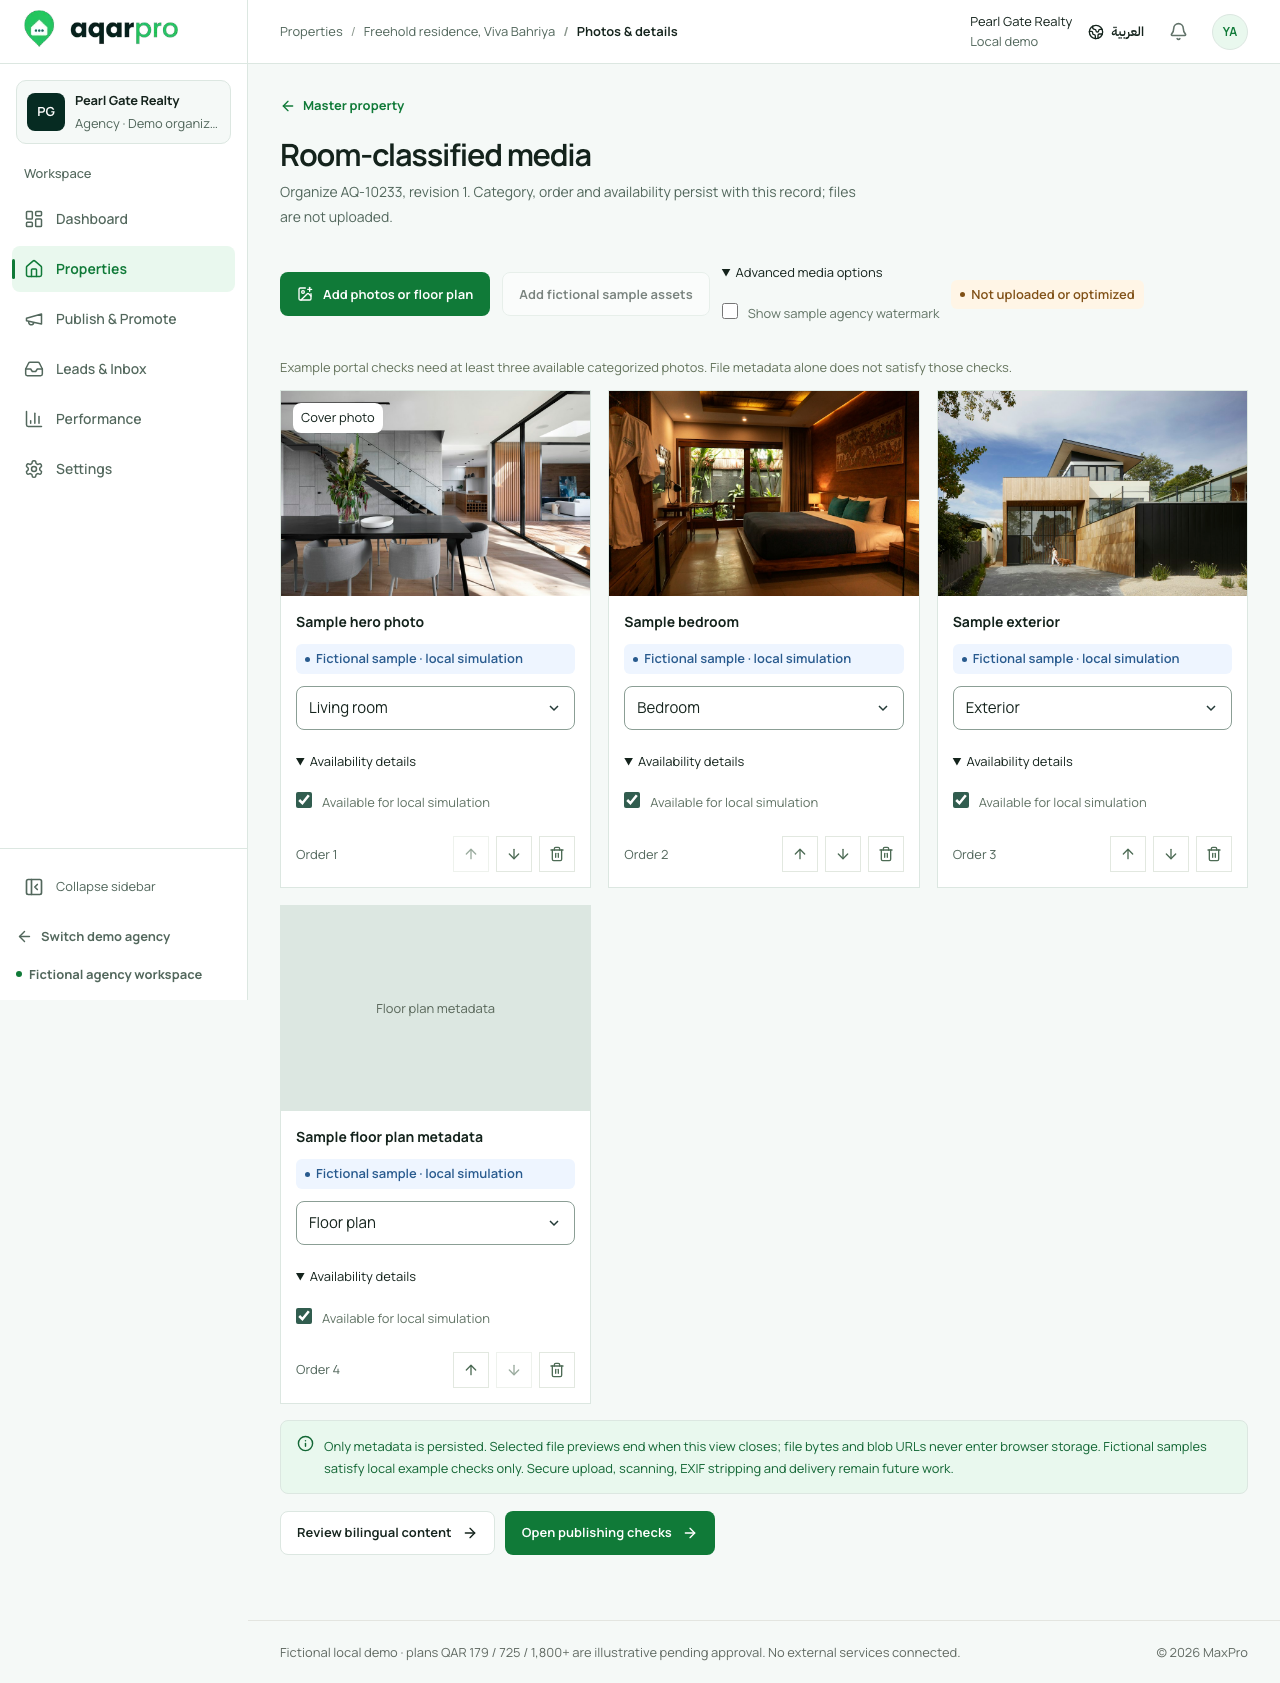 aqarpro
Properties / Freehold residence, Viva Bahriya / Photos & details
Pearl Gate Realty
Local demo
العربية
YA
PG
Pearl Gate Realty
Agency · Demo organiz...
Workspace
Dashboard
Properties
Publish & Promote
Leads & Inbox
Performance
Settings
Collapse sidebar
Switch demo agency
Fictional agency workspace
Master property
Room-classified media
Organize AQ-10233, revision 1. Category, order and availability persist with this record; files
are not uploaded.
Add photos or floor plan
Add fictional sample assets
Advanced media options
Show sample agency watermark
Not uploaded or optimized
Example portal checks need at least three available categorized photos. File metadata alone does not satisfy those checks.
Cover photo
Sample hero photo
Fictional sample · local simulation
Living room
Availability details
Available for local simulation
Order 1
Sample bedroom
Fictional sample · local simulation
Bedroom
Availability details
Available for local simulation
Order 2
Sample exterior
Fictional sample · local simulation
Exterior
Availability details
Available for local simulation
Order 3
Floor plan metadata
Sample floor plan metadata
Fictional sample · local simulation
Floor plan
Availability details
Available for local simulation
Order 4
Only metadata is persisted. Selected file previews end when this view closes; file bytes and blob URLs never enter browser storage. Fictional samples
satisfy local example checks only. Secure upload, scanning, EXIF stripping and delivery remain future work.
Review bilingual content
Open publishing checks
Fictional local demo · plans QAR 179 / 725 / 1,800+ are illustrative pending approval. No external services connected.
© 2026 MaxPro